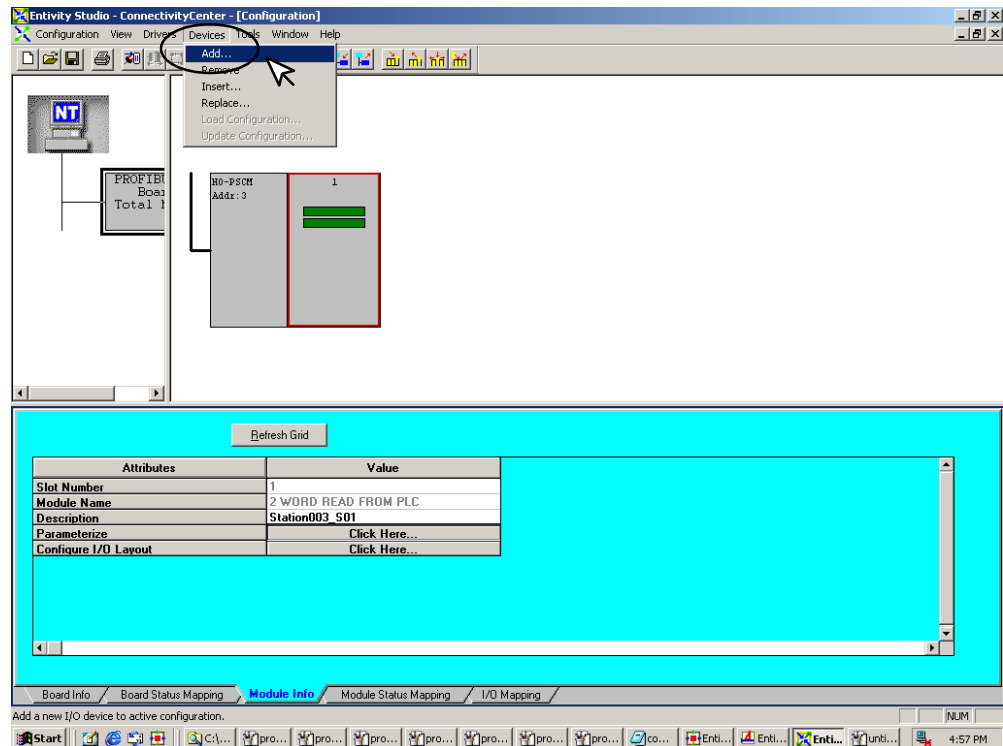 Entivity Studio - ConnectivityCenter - [Configuration]
Configuration View Drivers Devices Tools Window Help
Add...
Remove
Insert...
Replace...
Load Configuration...
Update Configuration...
NT
PROFIBU
Boar
Total
H0-PSCM
Addr:3
1
Refresh Grid
Attributes Value
Slot Number 1
Module Name 2 WORD READ FROM PLC
Description Station003_S01
Parameterize Click Here...
Configure I/O Layout Click Here...
Board Info Board Status Mapping Module Info Module Status Mapping I/O Mapping
Add a new I/O device to active configuration. NUM
Start C:\... pro... pro... pro... pro... pro... pro... pro... co... Enti... Enti... Enti... unti... 4:57 PM